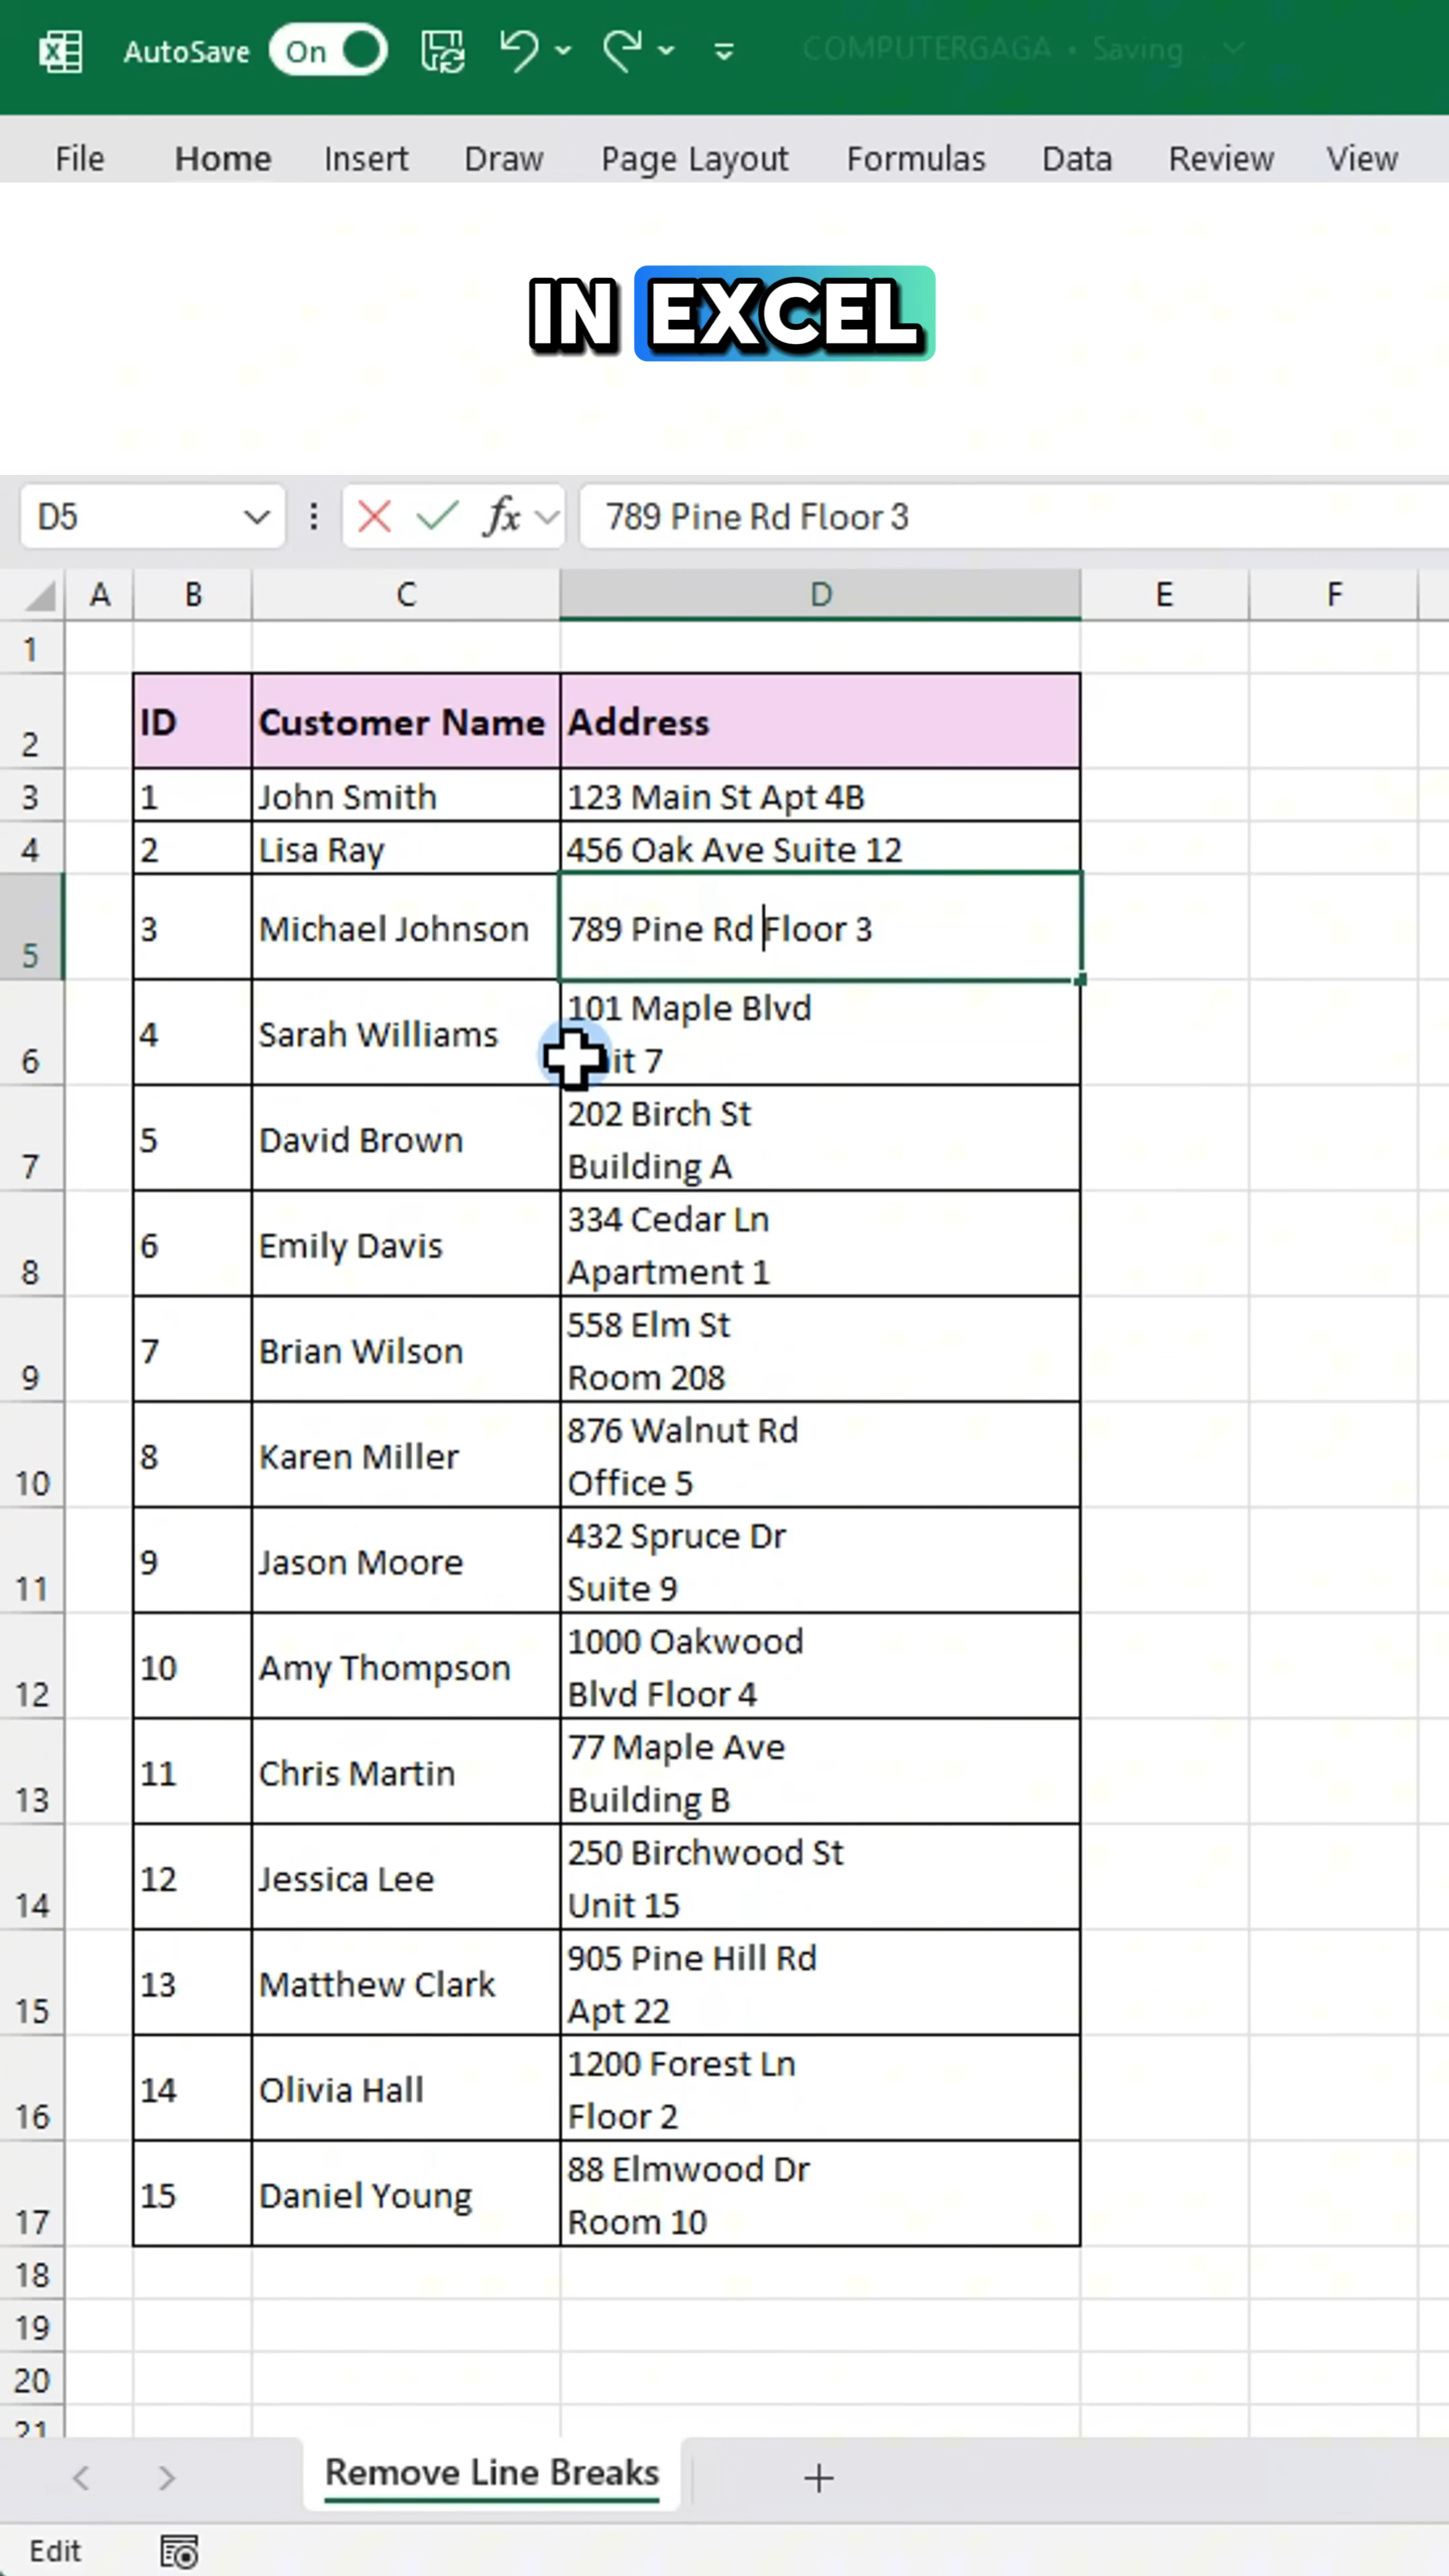 AutoSave On COMPUTERGAGA • Saving
File Home Insert Draw Page Layout Formulas Data Review View
IN EXCEL
D5 fx 789 Pine Rd Floor 3
A B C D E F
1
2 ID Customer Name Address
3 1 John Smith 123 Main St Apt 4B
4 2 Lisa Ray 456 Oak Ave Suite 12
5 3 Michael Johnson 789 Pine Rd Floor 3
6 4 Sarah Williams 101 Maple Blvd
it 7
7 5 David Brown 202 Birch St
Building A
8 6 Emily Davis 334 Cedar Ln
Apartment 1
9 7 Brian Wilson 558 Elm St
Room 208
10 8 Karen Miller 876 Walnut Rd
Office 5
11 9 Jason Moore 432 Spruce Dr
Suite 9
12 10 Amy Thompson 1000 Oakwood
Blvd Floor 4
13 11 Chris Martin 77 Maple Ave
Building B
14 12 Jessica Lee 250 Birchwood St
Unit 15
15 13 Matthew Clark 905 Pine Hill Rd
Apt 22
16 14 Olivia Hall 1200 Forest Ln
Floor 2
17 15 Daniel Young 88 Elmwood Dr
Room 10
18
19
20
21
Remove Line Breaks
Edit